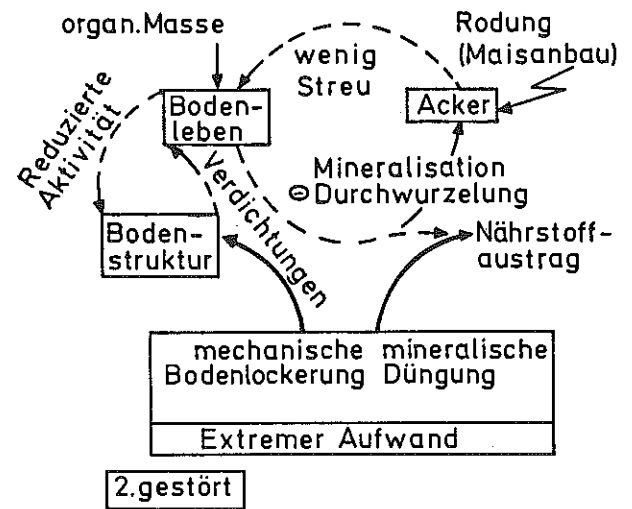 organ.Masse
wenig
Streu
Rodung
(Maisanbau)
Boden-
leben
Acker
Reduzierte
Aktivität
Verdichtungen
Mineralisation
⊖ Durchwurzelung
Boden-
struktur
Nährstoff-
austrag
mechanische mineralische
Bodenlockerung Düngung
Extremer Aufwand
2.gestört